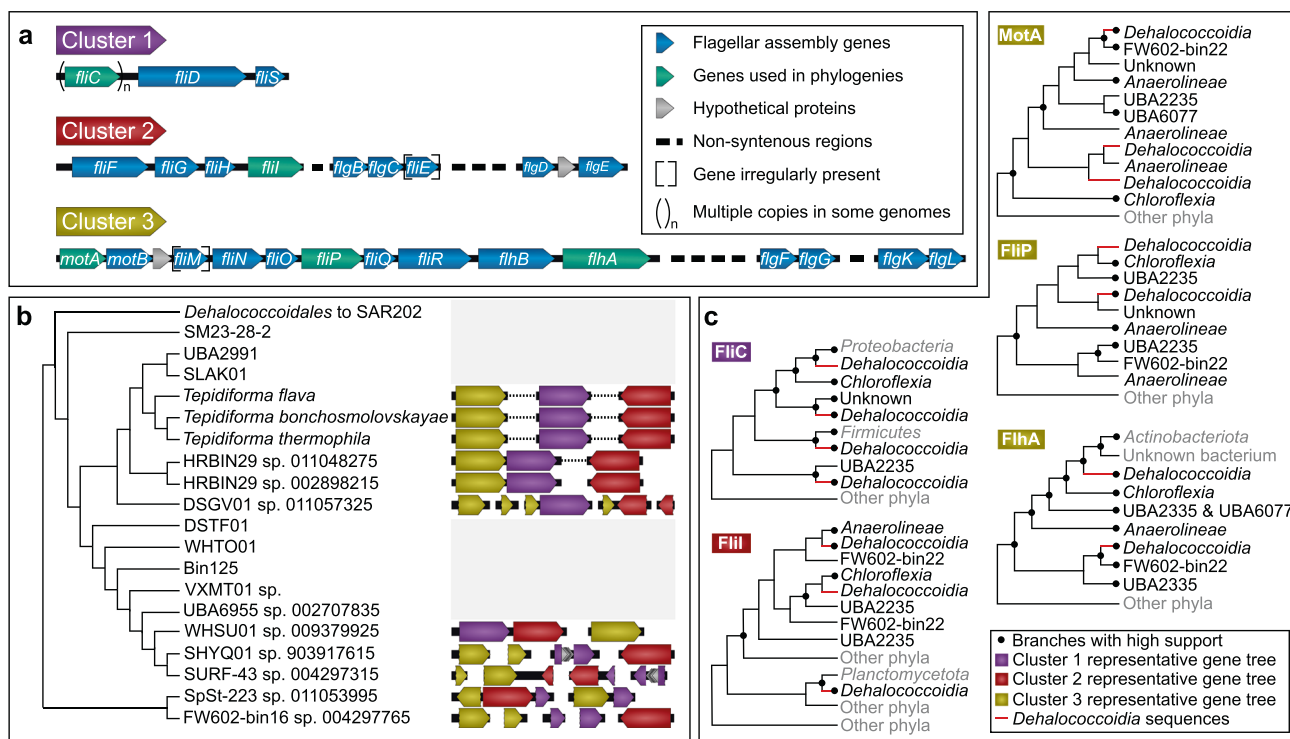 a
Cluster 1
( fliC )n fliD fliS
Cluster 2
fliF fliG fliH fliI flgB flgC [fliE] flgD flgE
Cluster 3
motA motB [fliM] fliN fliO fliP fliQ fliR flhB flhA flgF flgG flgK flgL
Flagellar assembly genes
Genes used in phylogenies
Hypothetical proteins
Non-syntenous regions
[ ] Gene irregularly present
( )n Multiple copies in some genomes
b
Dehalococcoidales to SAR202
SM23-28-2
UBA2991
SLAK01
Tepidiforma flava
Tepidiforma bonchosmolovskayae
Tepidiforma thermophila
HRBIN29 sp. 011048275
HRBIN29 sp. 002898215
DSGV01 sp. 011057325
DSTF01
WHTO01
Bin125
VXMT01 sp.
UBA6955 sp. 002707835
WHSU01 sp. 009379925
SHYQ01 sp. 903917615
SURF-43 sp. 004297315
SpSt-223 sp. 011053995
FW602-bin16 sp. 004297765
c
FliC
Proteobacteria
Dehalococcoidia
Chloroflexia
Unknown
Dehalococcoidia
Firmicutes
Dehalococcoidia
UBA2235
Dehalococcoidia
Other phyla
FliI
Anaerolineae
Dehalococcoidia
FW602-bin22
Chloroflexia
Dehalococcoidia
UBA2235
FW602-bin22
UBA2235
Other phyla
Planctomycetota
Dehalococcoidia
Other phyla
Other phyla
MotA
Dehalococcoidia
FW602-bin22
Unknown
Anaerolineae
UBA2235
UBA6077
Anaerolineae
Dehalococcoidia
Anaerolineae
Dehalococcoidia
Chloroflexia
Other phyla
FliP
Dehalococcoidia
Chloroflexia
UBA2235
Dehalococcoidia
Unknown
Anaerolineae
UBA2235
FW602-bin22
Anaerolineae
Other phyla
FlhA
Actinobacteriota
Unknown bacterium
Dehalococcoidia
Chloroflexia
UBA2335 & UBA6077
Anaerolineae
Dehalococcoidia
FW602-bin22
UBA2335
Other phyla
Branches with high support
Cluster 1 representative gene tree
Cluster 2 representative gene tree
Cluster 3 representative gene tree
Dehalococcoidia sequences